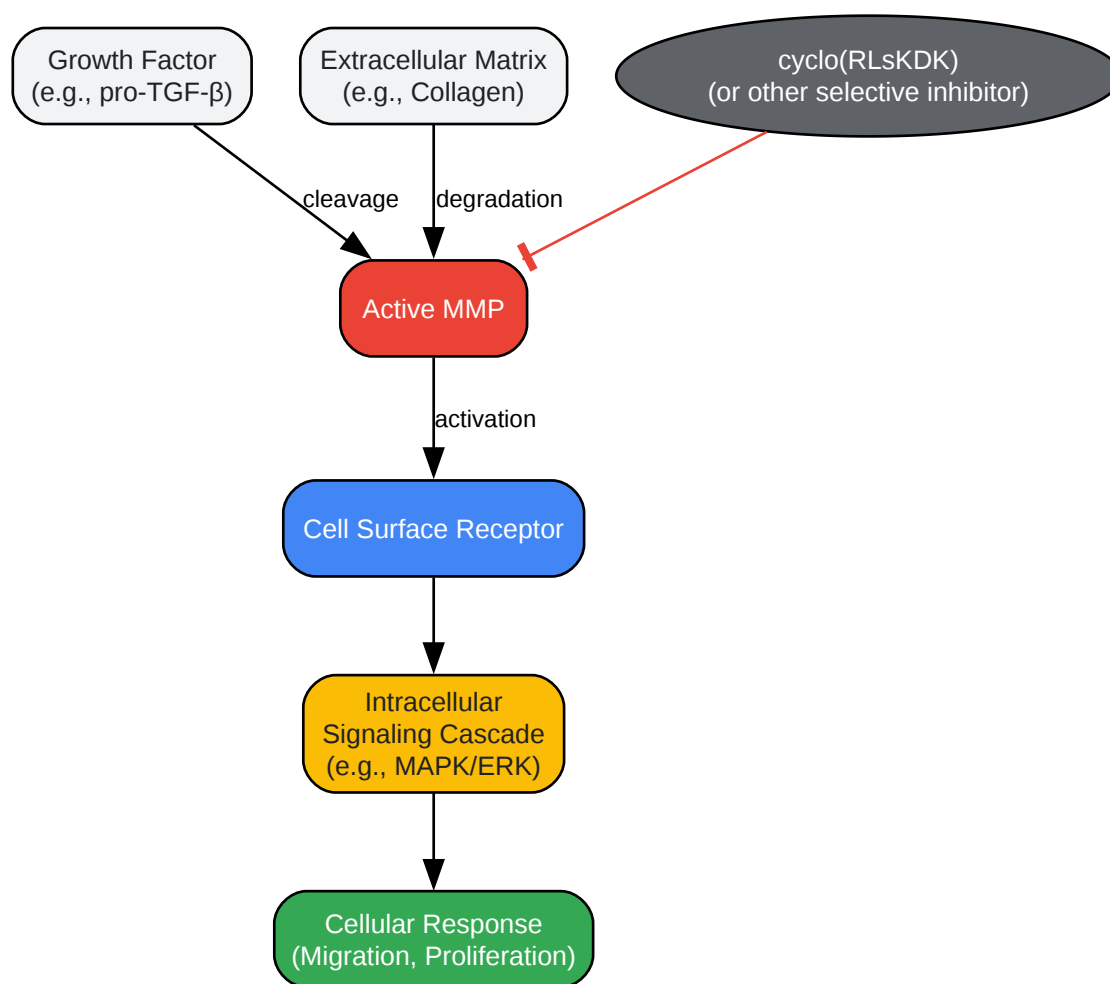 Growth Factor
(e.g., pro-TGF-β)
Extracellular Matrix
(e.g., Collagen)
cyclo(RLsKDK)
(or other selective inhibitor)
cleavage
degradation
Active MMP
activation
Cell Surface Receptor
Intracellular
Signaling Cascade
(e.g., MAPK/ERK)
Cellular Response
(Migration, Proliferation)